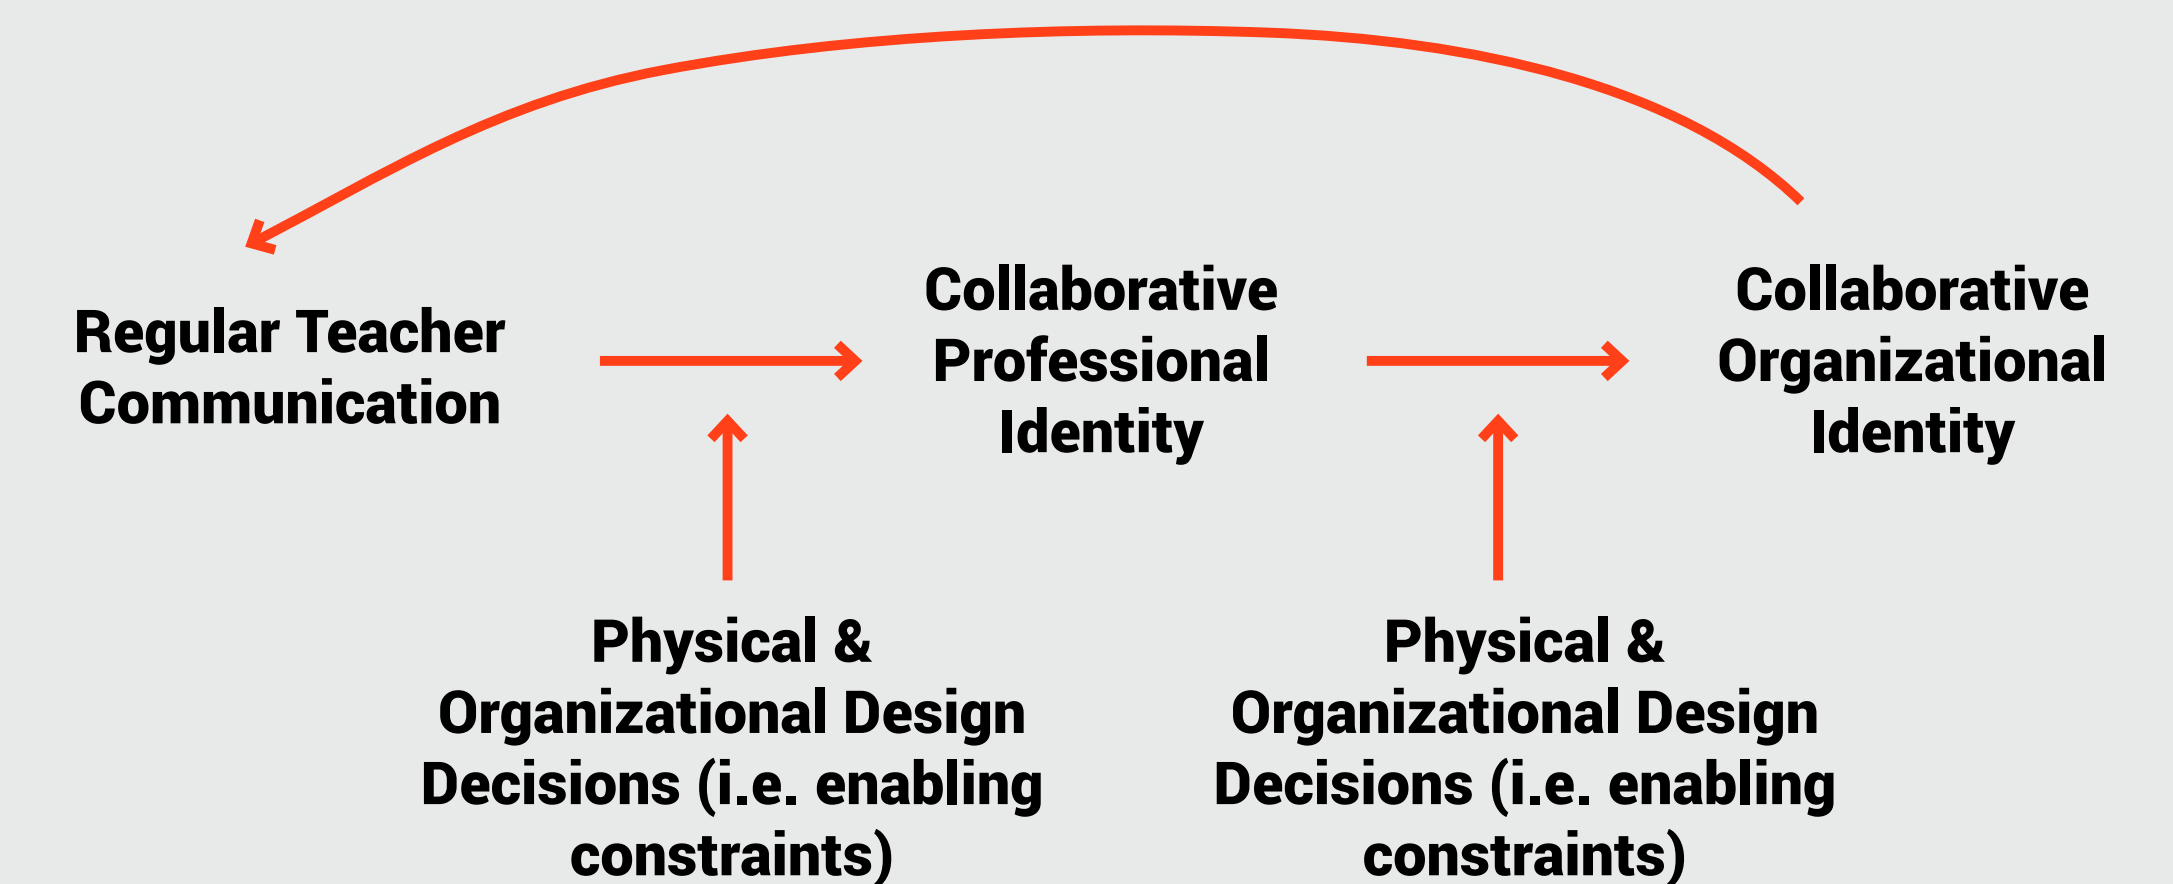 Regular Teacher
Communication
Collaborative
Professional
Identity
Collaborative
Organizational
Identity
Physical &
Organizational Design
Decisions (i.e. enabling
constraints)
Physical &
Organizational Design
Decisions (i.e. enabling
constraints)